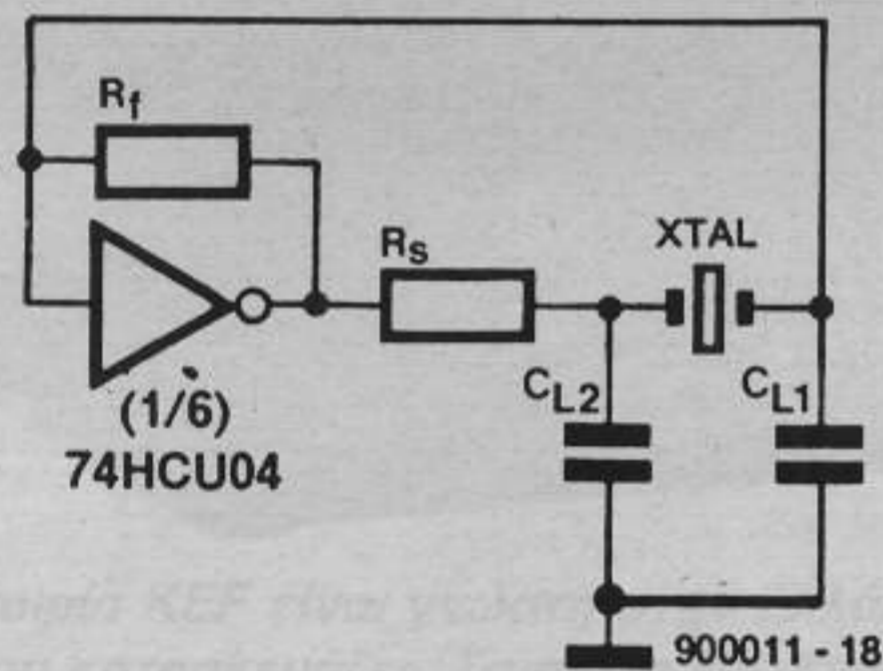 Rf
Rs
XTAL
CL2
CL1
(1/6)
74HCU04
900011 - 18